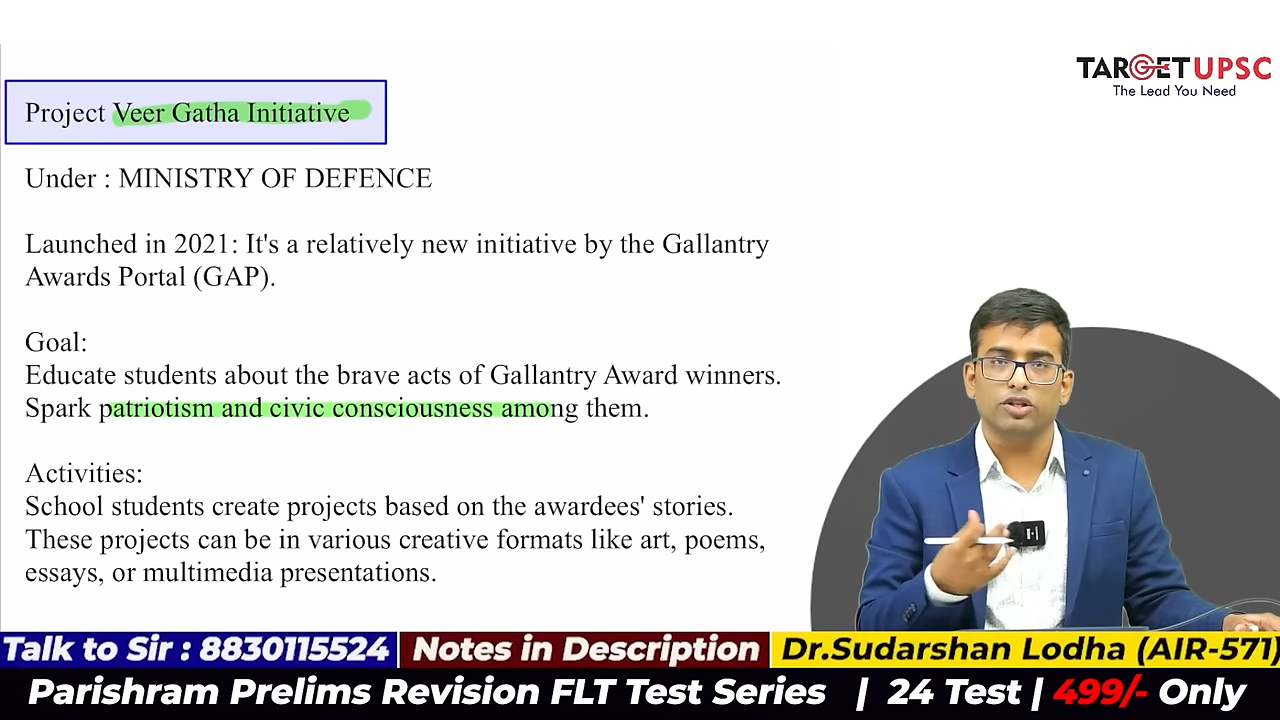 TARGETUPSC
The Lead You Need
Project Veer Gatha Initiative
Under : MINISTRY OF DEFENCE
Launched in 2021: It's a relatively new initiative by the Gallantry
Awards Portal (GAP).
Goal:
Educate students about the brave acts of Gallantry Award winners.
Spark patriotism and civic consciousness among them.
Activities:
School students create projects based on the awardees' stories.
These projects can be in various creative formats like art, poems,
essays, or multimedia presentations.
Talk to Sir : 8830115524 Notes in Description Dr.Sudarshan Lodha (AIR-571)
Parishram Prelims Revision FLT Test Series | 24 Test | 499/- Only